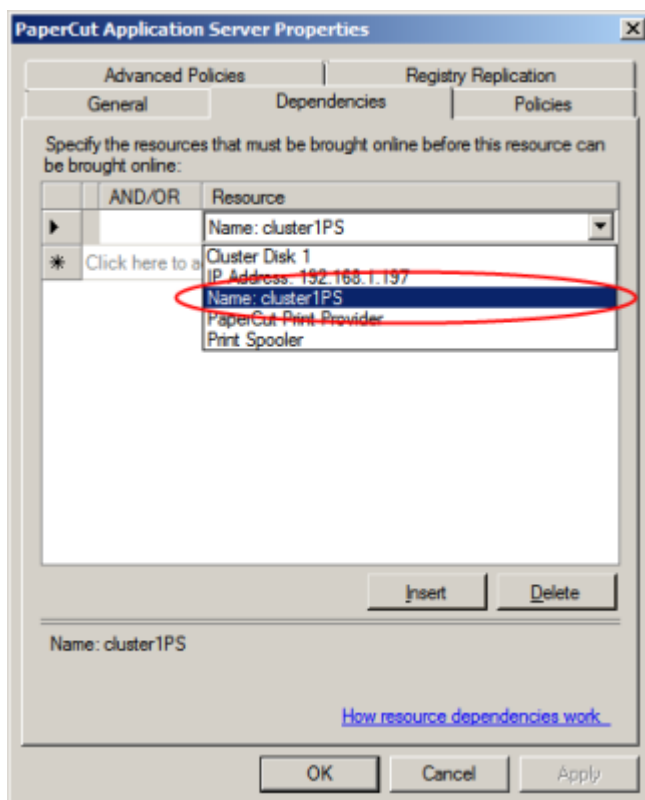 PaperCut Application Server Properties
Advanced Policies
Registry Replication
General
Dependencies
Policies
Specify the resources that must be brought online before this resource can
be brought online:
AND/OR
Resource
Name: cluster1PS
Click here to a
Cluster Disk 1
IP Address: 192.168.1.197
Name: cluster1PS
PaperCut Print Provider
Print Spooler
Insert
Delete
Name: cluster1PS
How resource dependencies work
OK
Cancel
Apply